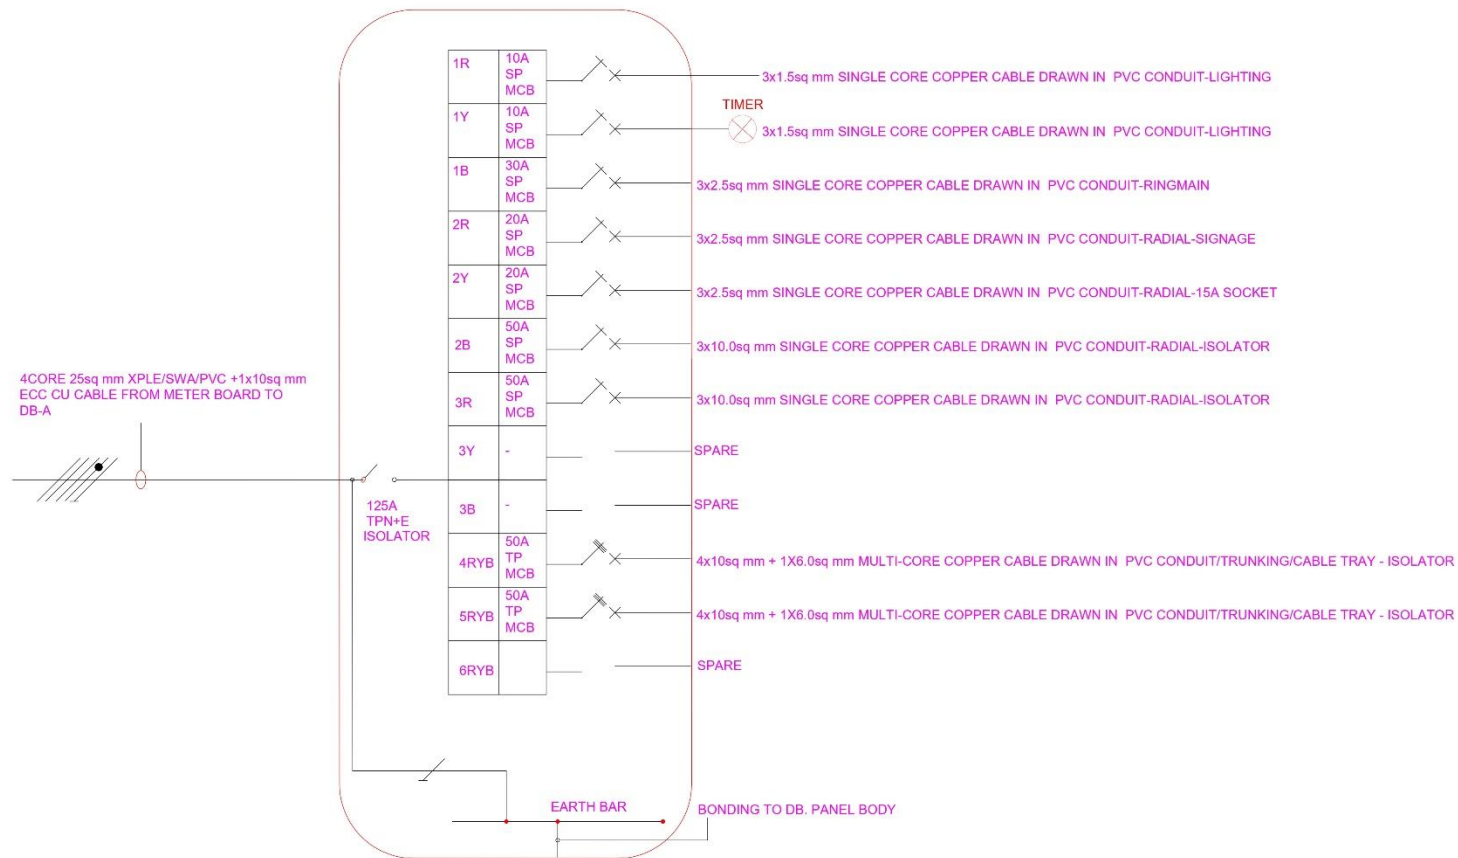 1R
10A
SP
MCB
3x1.5sq mm SINGLE CORE COPPER CABLE DRAWN IN PVC CONDUIT-LIGHTING
1Y
10A
SP
MCB
TIMER
3x1.5sq mm SINGLE CORE COPPER CABLE DRAWN IN PVC CONDUIT-LIGHTING
1B
30A
SP
MCB
3x2.5sq mm SINGLE CORE COPPER CABLE DRAWN IN PVC CONDUIT-RINGMAIN
2R
20A
SP
MCB
3x2.5sq mm SINGLE CORE COPPER CABLE DRAWN IN PVC CONDUIT-RADIAL-SIGNAGE
2Y
20A
SP
MCB
3x2.5sq mm SINGLE CORE COPPER CABLE DRAWN IN PVC CONDUIT-RADIAL-15A SOCKET
2B
50A
SP
MCB
3x10.0sq mm SINGLE CORE COPPER CABLE DRAWN IN PVC CONDUIT-RADIAL-ISOLATOR
3R
50A
SP
MCB
3x10.0sq mm SINGLE CORE COPPER CABLE DRAWN IN PVC CONDUIT-RADIAL-ISOLATOR
4CORE 25sq mm XPLE/SWA/PVC +1x10sq mm
ECC CU CABLE FROM METER BOARD TO
DB-A
3Y
-
SPARE
125A
TPN+E
ISOLATOR
3B
-
SPARE
4RYB
50A
TP
MCB
4x10sq mm + 1X6.0sq mm MULTI-CORE COPPER CABLE DRAWN IN PVC CONDUIT/TRUNKING/CABLE TRAY - ISOLATOR
5RYB
50A
TP
MCB
4x10sq mm + 1X6.0sq mm MULTI-CORE COPPER CABLE DRAWN IN PVC CONDUIT/TRUNKING/CABLE TRAY - ISOLATOR
6RYB
SPARE
EARTH BAR
BONDING TO DB. PANEL BODY